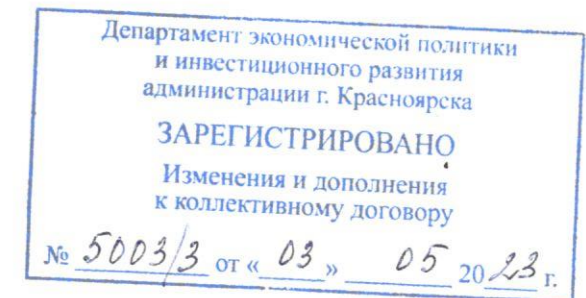 Департамент экономической политики
и инвестиционного развития
администрации г. Красноярска
ЗАРЕГИСТРИРОВАНО
Изменения и дополнения
к коллективному договору
№ 5003/3 от « 03 » 05 2023 г.